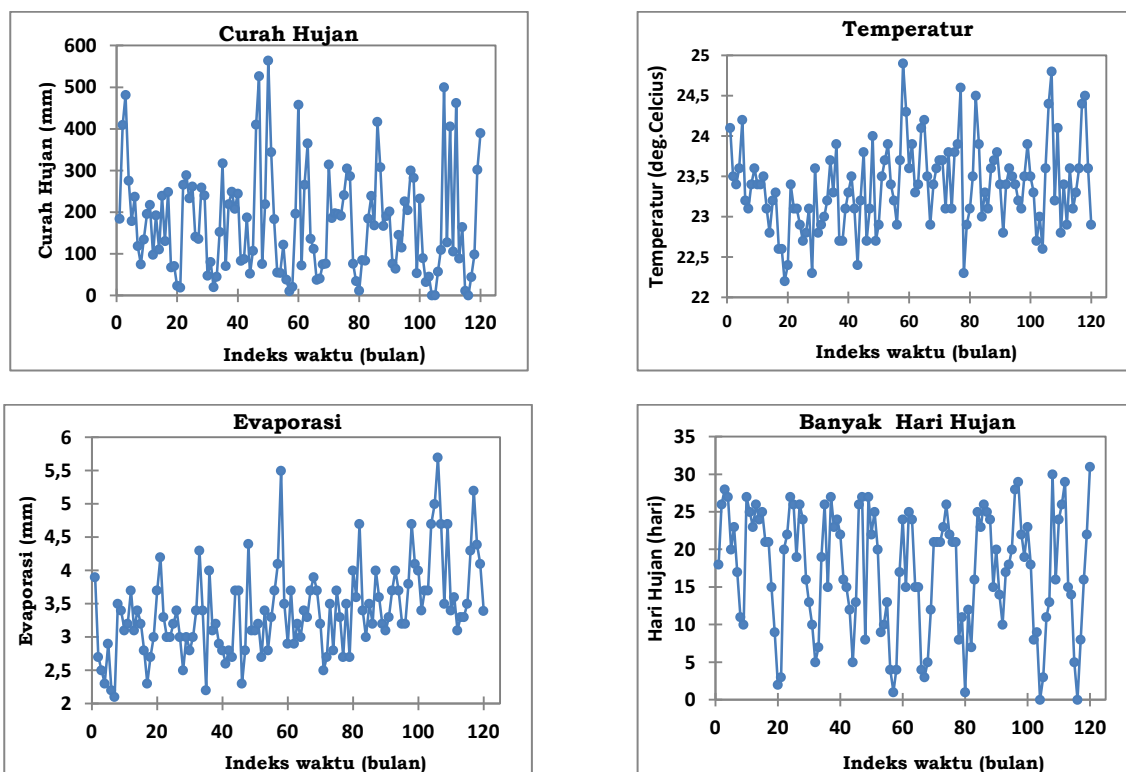 Curah Hujan
Curah Hujan (mm)
600
500
400
300
200
100
0
0 20 40 60 80 100 120
Indeks waktu (bulan)
Temperatur
Temperatur (deg.Celcius)
25
24,5
24
23,5
23
22,5
22
0 20 40 60 80 100 120
Indeks waktu (bulan)
Evaporasi
Evaporasi (mm)
6
5,5
5
4,5
4
3,5
3
2,5
2
0 20 40 60 80 100 120
Indeks waktu (bulan)
Banyak Hari Hujan
Hari Hujan (hari)
35
30
25
20
15
10
5
0
0 20 40 60 80 100 120
Indeks waktu (bulan)